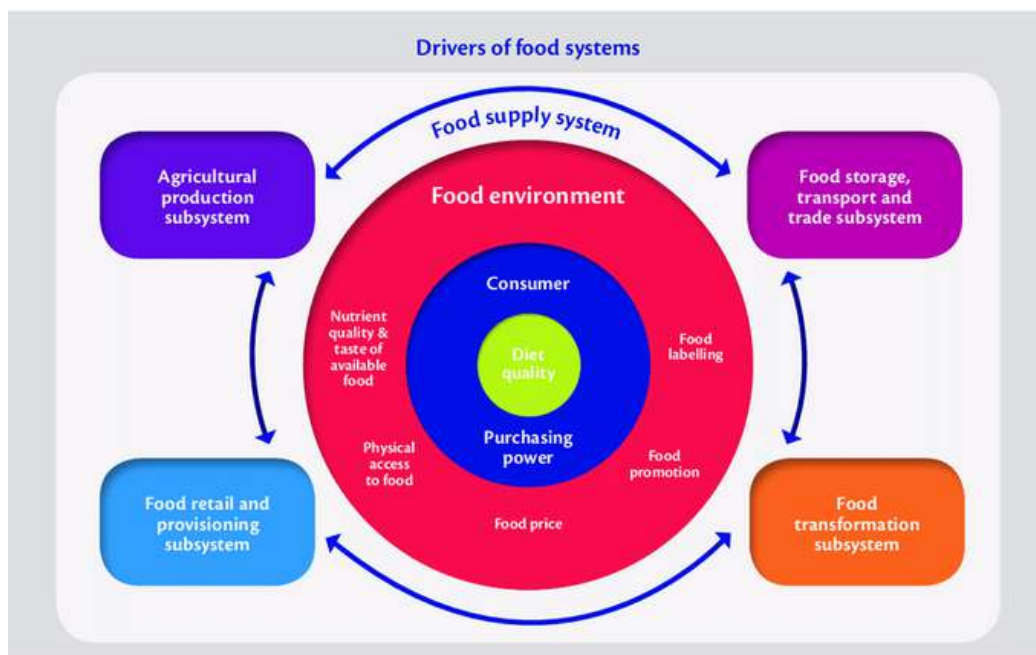 Drivers of food systems
Food supply system
Agricultural
production
subsystem
Food storage,
transport and
trade subsystem
Food environment
Consumer
Nutrient
quality &
taste of
available
food
Diet
quality
Food
labelling
Purchasing
power
Physical
access
to food
Food
promotion
Food price
Food retail and
provisioning
subsystem
Food
transformation
subsystem